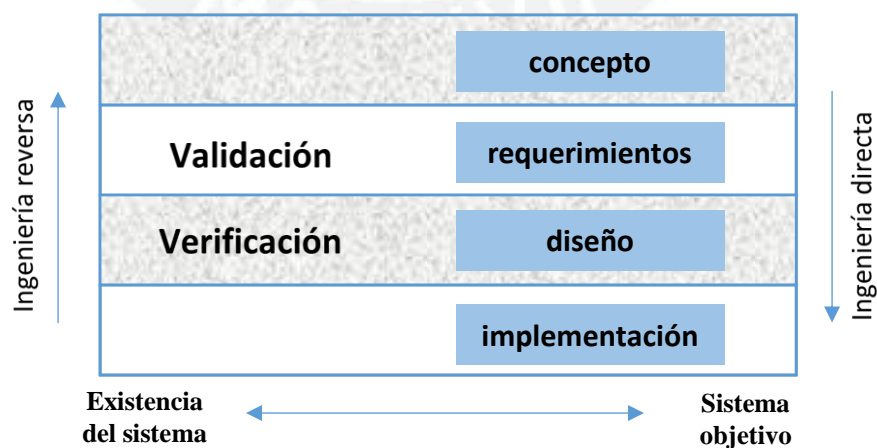 concepto
Validación
requerimientos
Verificación
diseño
implementación
Ingeniería reversa
Ingeniería directa
Existencia
del sistema
Sistema
objetivo